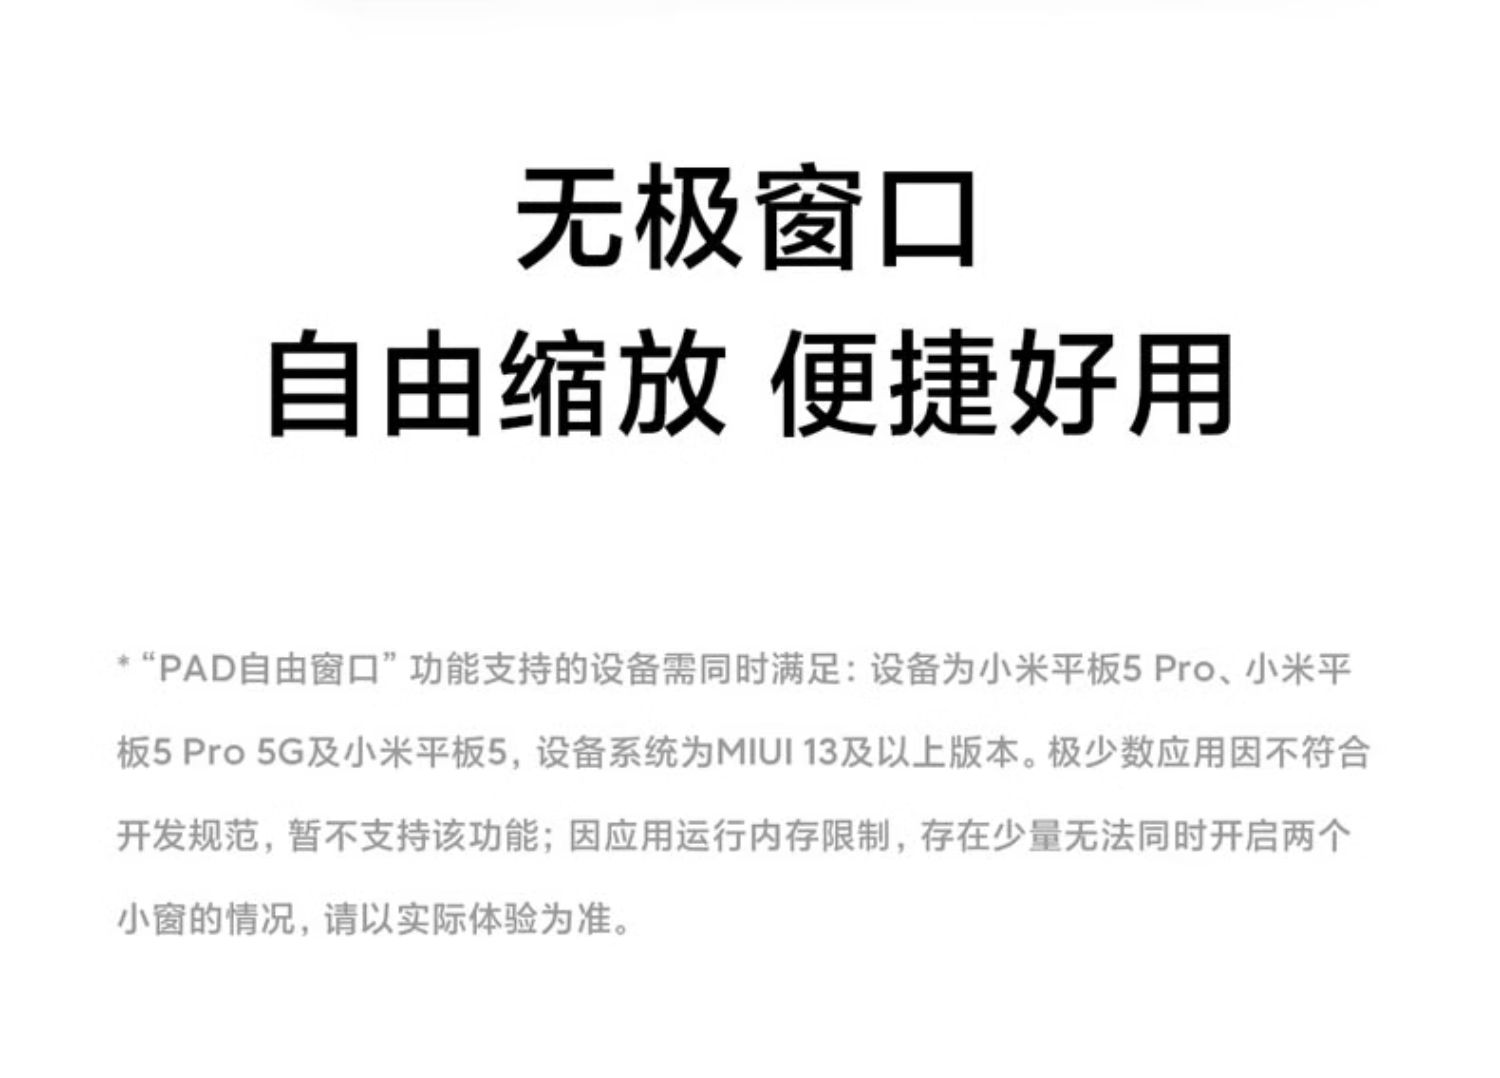 无极窗口
自由缩放 便捷好用
*“PAD自由窗口”功能支持的设备需同时满足：设备为小米平板5 Pro、小米平
板5 Pro 5G及小米平板5，设备系统为MIUI 13及以上版本。极少数应用因不符合
开发规范，暂不支持该功能；因应用运行内存限制，存在少量无法同时开启两个
小窗的情况，请以实际体验为准。